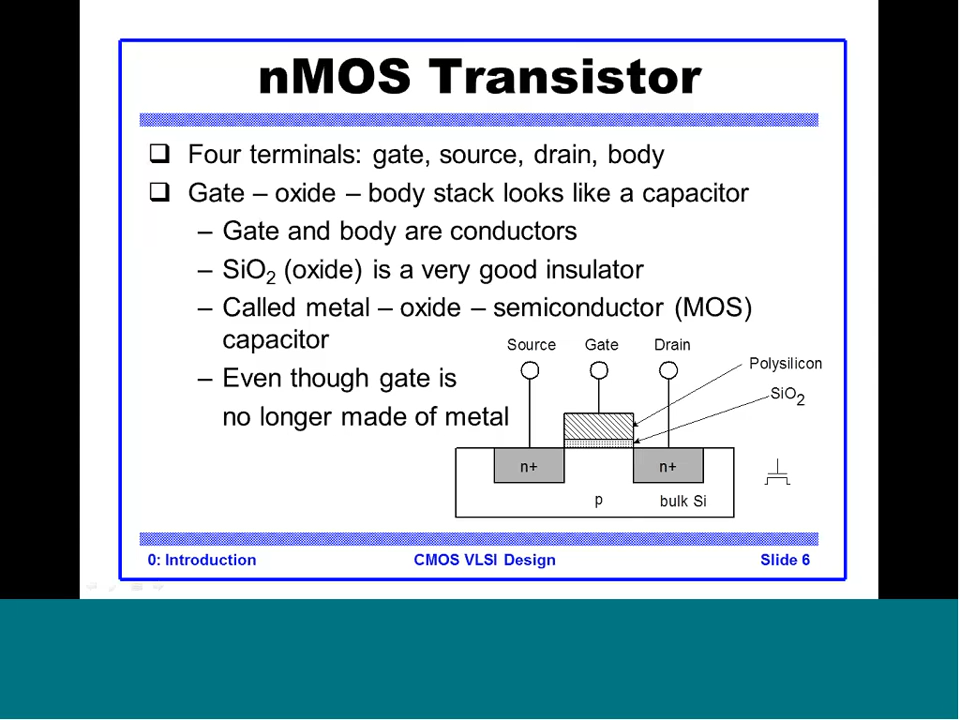 nMOS Transistor
❑ Four terminals: gate, source, drain, body
❑ Gate – oxide – body stack looks like a capacitor
– Gate and body are conductors
– SiO2 (oxide) is a very good insulator
– Called metal – oxide – semiconductor (MOS)
capacitor
– Even though gate is
no longer made of metal
Source Gate Drain
Polysilicon
SiO2
n+ n+
p bulk Si
0: Introduction CMOS VLSI Design Slide 6